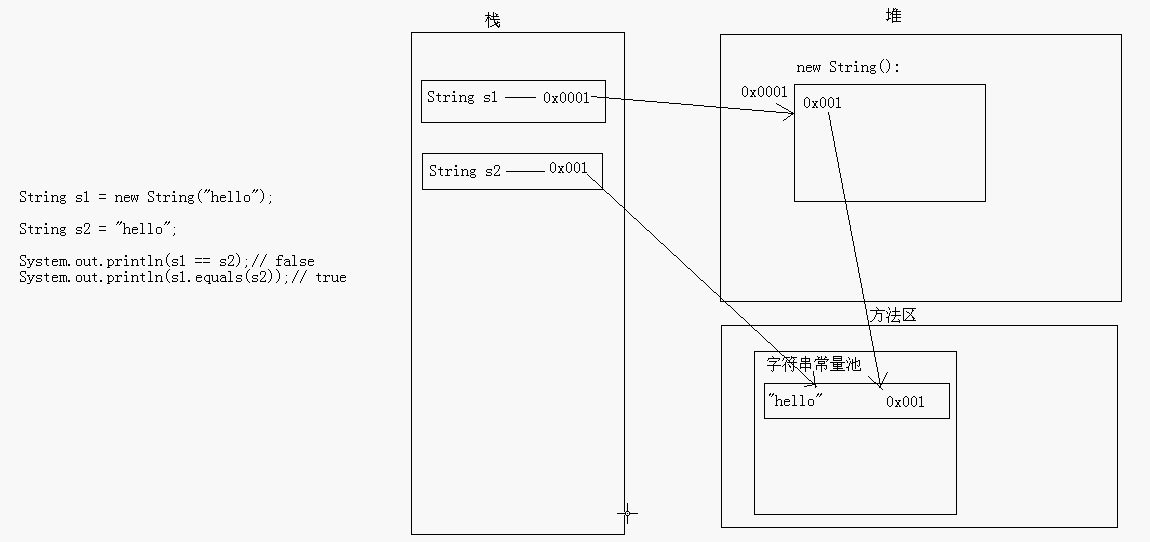 String s1 = new String("hello");
String s2 = "hello";
System.out.println(s1 == s2);// false
System.out.println(s1.equals(s2));// true
栈
String s1
0x0001
String s2
0x001
堆
new String():
0x0001
0x001
方法区
字符串常量池
"hello"
0x001